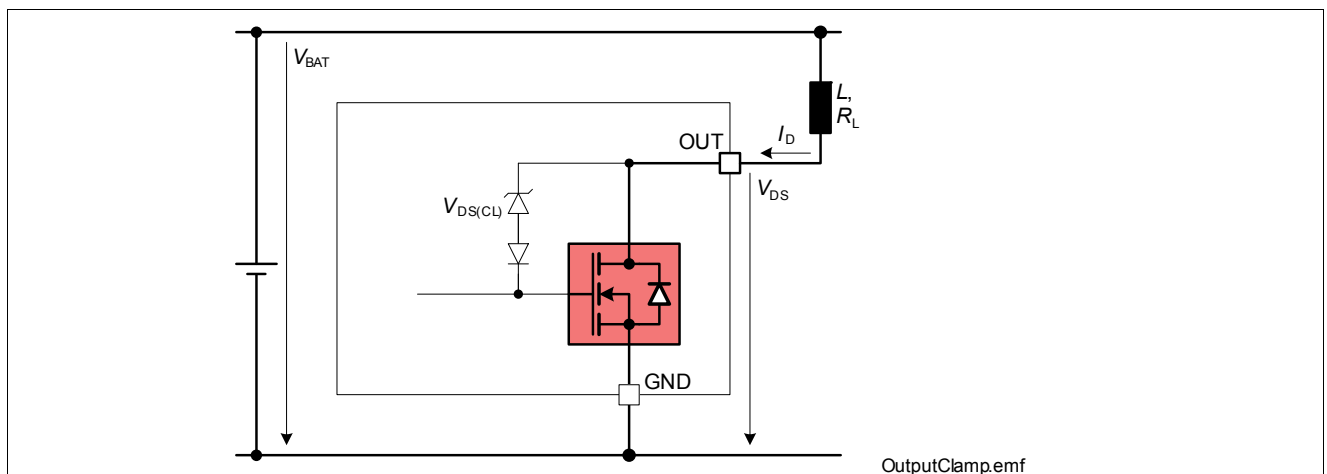 VBAT
L,
RL
OUT
ID
VDS
VDS(CL)
GND
OutputClamp.emf